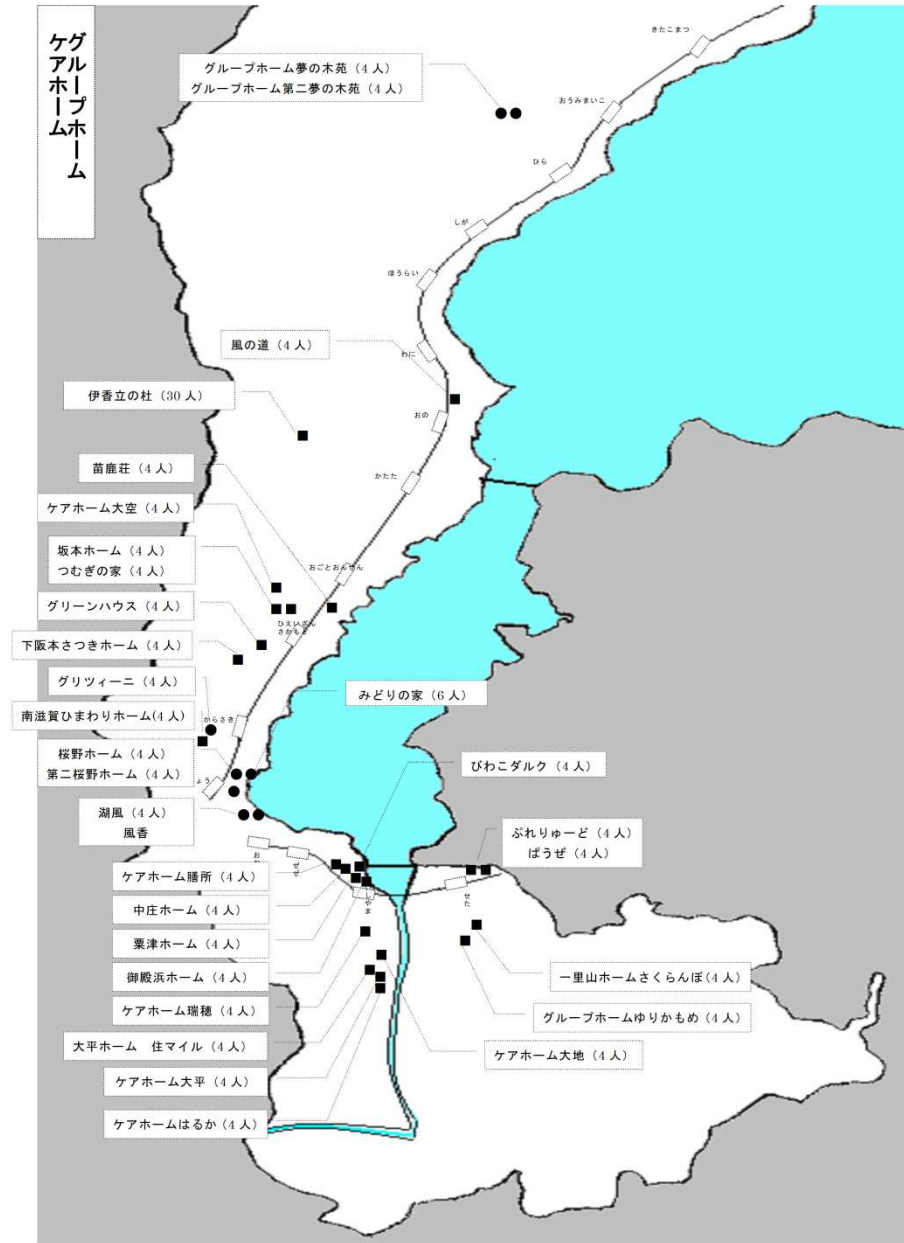 グループホーム
ケアホーム
きたこまつ
グループホーム夢の木苑（4人）
グループホーム第二夢の木苑（4人）
おうみまいこ
ひら
しが
ほうらい
風の道（4人）
わに
伊香立の杜（30人）
おの
苗鹿荘（4人）
かたた
ケアホーム大空（4人）
坂本ホーム（4人）
つむぎの家（4人）
おごとおんせん
グリーンハウス（4人）
ひえいざん
さかもと
下阪本さつきホーム（4人）
グリツィーニ（4人）
みどりの家（6人）
南滋賀ひまわりホーム(4人)
からさき
桜野ホーム（4人）
第二桜野ホーム（4人）
びわこダルク（4人）
湖風（4人）
風香
ぷれりゅーど（4人）
ぱうぜ（4人）
ぜぜ
ケアホーム膳所（4人）
せた
中庄ホーム（4人）
粟津ホーム（4人）
御殿浜ホーム（4人）
一里山ホームさくらんぼ(4人)
ケアホーム瑞穂（4人）
グループホームゆりかもめ（4人）
大平ホーム　住マイル（4人）
ケアホーム大地（4人）
ケアホーム大平（4人）
ケアホームはるか（4人）